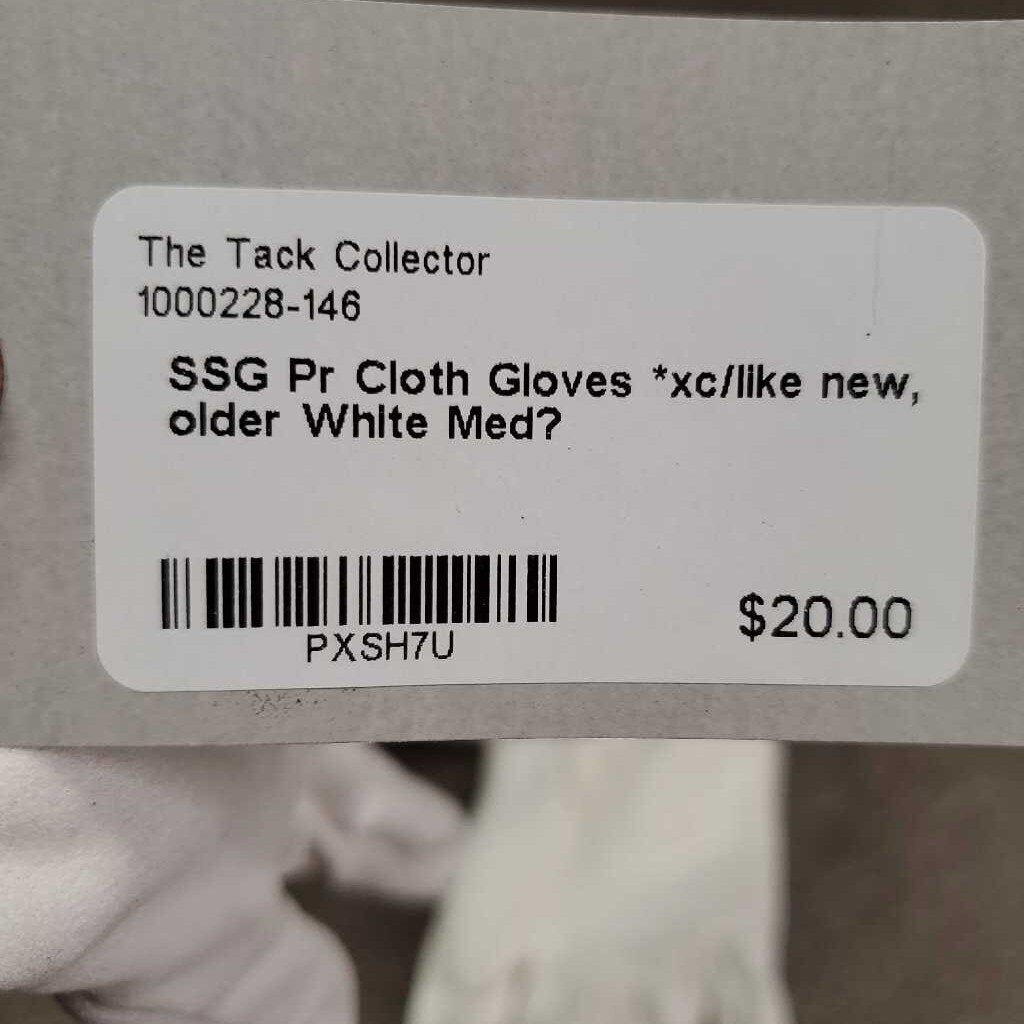 The Tack Collector
1000228-146
SSG Pr Cloth Gloves *xc/like new,
older White Med?
PXSH7U
$20.00